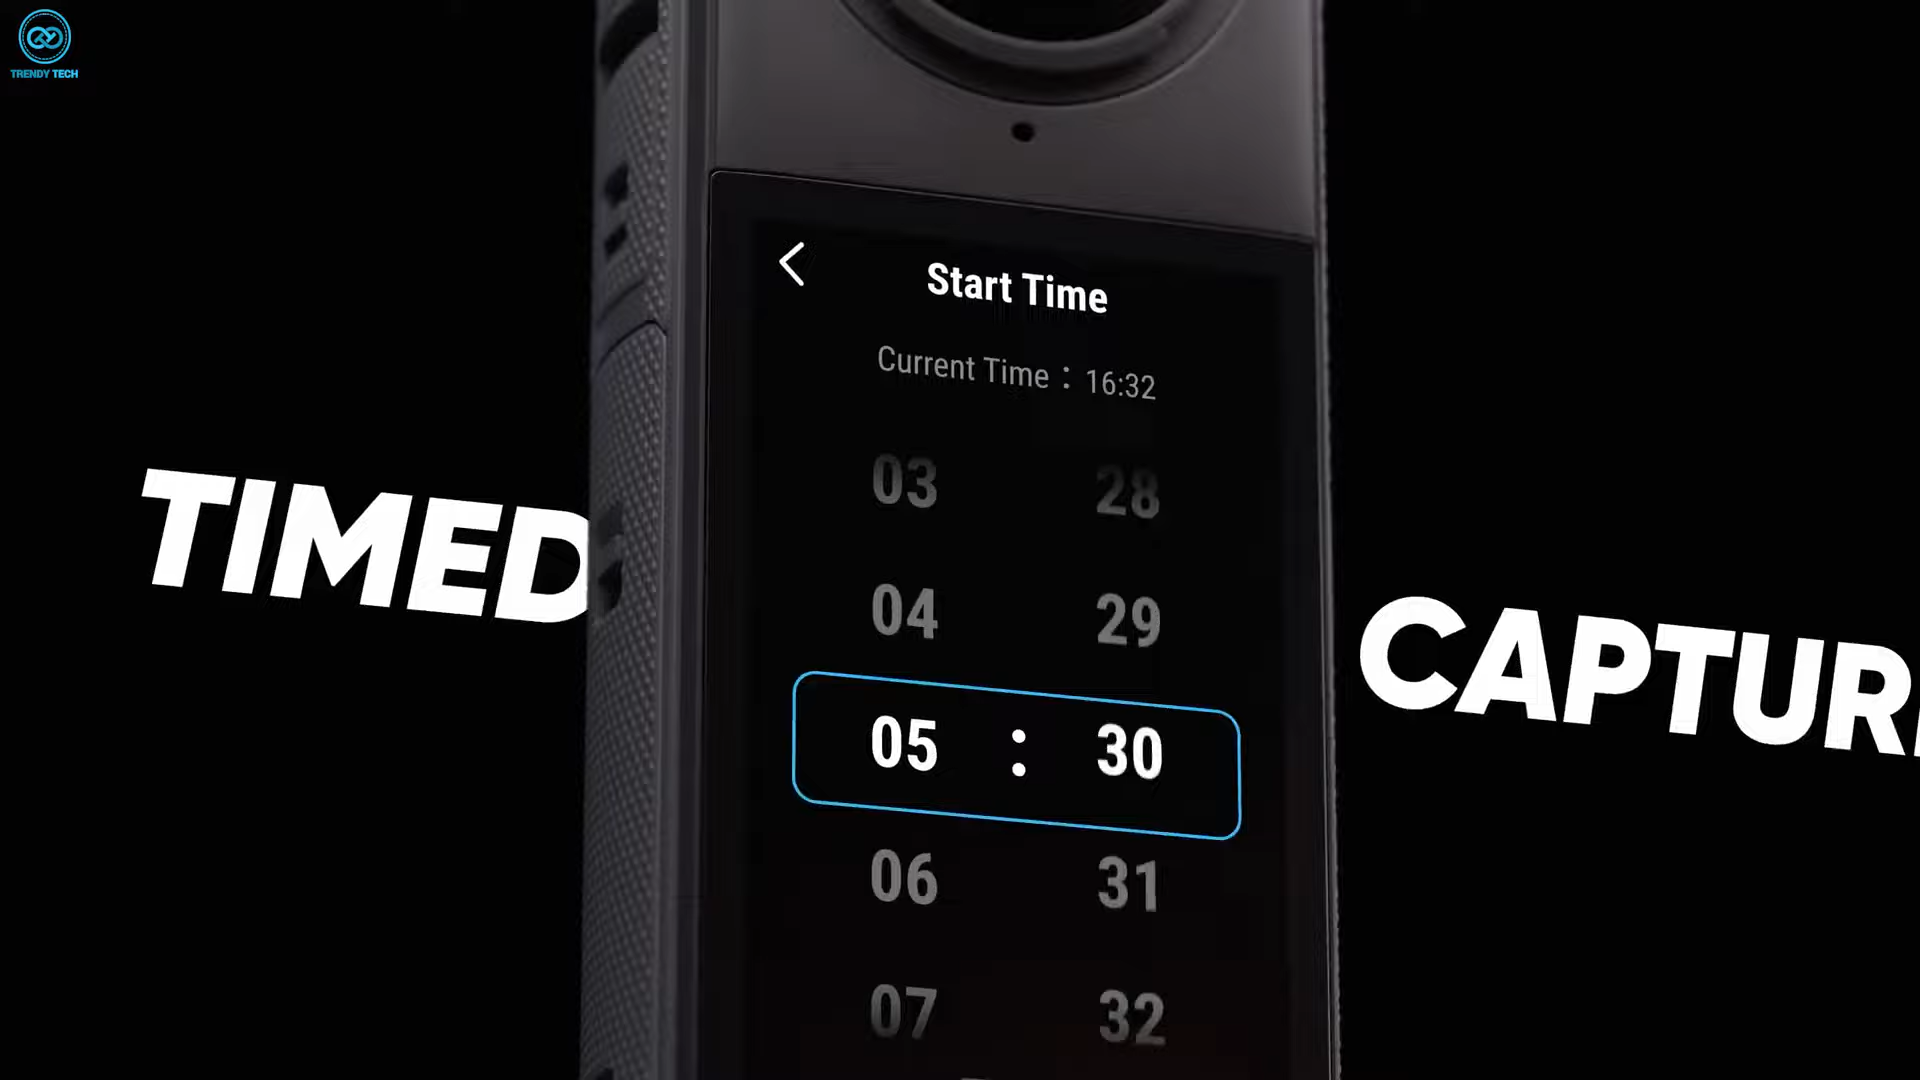 TRENDY TECH
Start Time
Current Time : 16:32
03 28
04 29
TIMED CAPTUR
05 : 30
06 31
07 32